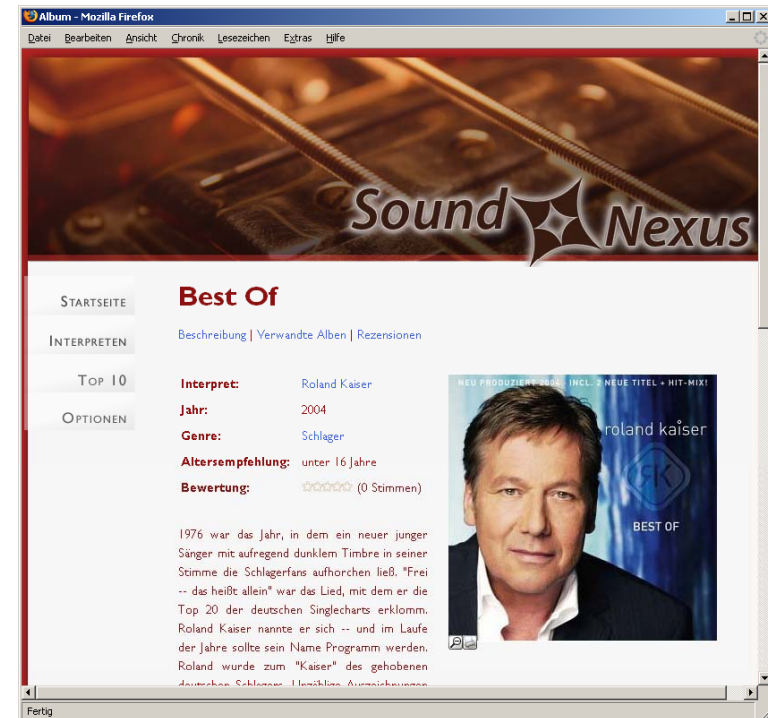 Album - Mozilla Firefox
Datei Bearbeiten Ansicht Chronik Lesezeichen Extras Hilfe
Sound Nexus
STARTSEITE
INTERPRETEN
TOP 10
OPTIONEN
Best Of
Beschreibung | Verwandte Alben | Rezensionen
Interpret: Roland Kaiser
Jahr: 2004
Genre: Schlager
Altersempfehlung: unter 16 Jahre
Bewertung: (0 Stimmen)
1976 war das Jahr, in dem ein neuer junger
Sänger mit aufregend dunklem Timbre in seiner
Stimme die Schlagerfans aufhorchen ließ. "Frei
-- das heißt allein" war das Lied, mit dem er die
Top 20 der deutschen Singlecharts erklomm.
Roland Kaiser nannte er sich -- und im Laufe
der Jahre sollte sein Name Programm werden.
Roland wurde zum "Kaiser" des gehobenen
deutschen Schlagers. Unzählige Auszeichnungen
NEU PRODUZIERT 2004 · INCL. 2 NEUE TITEL + HIT-MIX!
roland kaiser
RK
BEST OF
Fertig